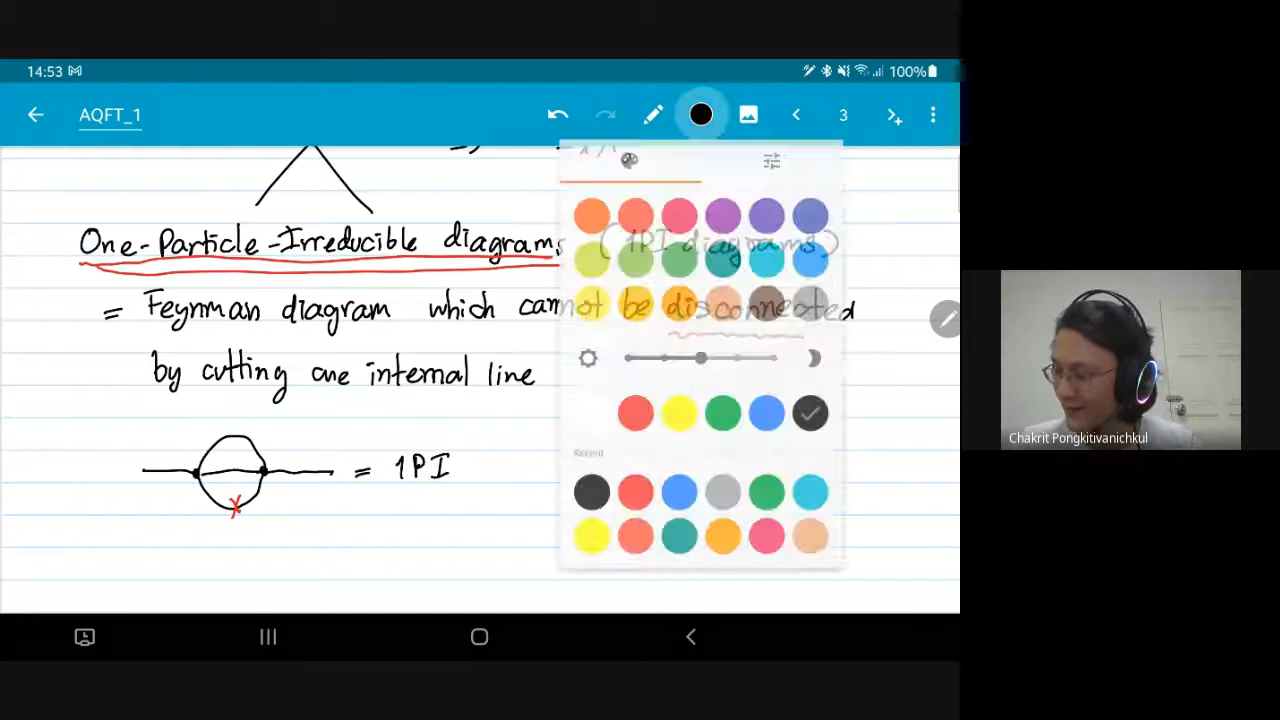 14:53
100%
AQFT_1
3
One-Particle-Irreducible diagrams (1PI diagrams)
= Feynman diagram which cannot be disconnected
by cutting one internal line
= 1PI
x
Recent
Chakrit Pongkitivanichkul